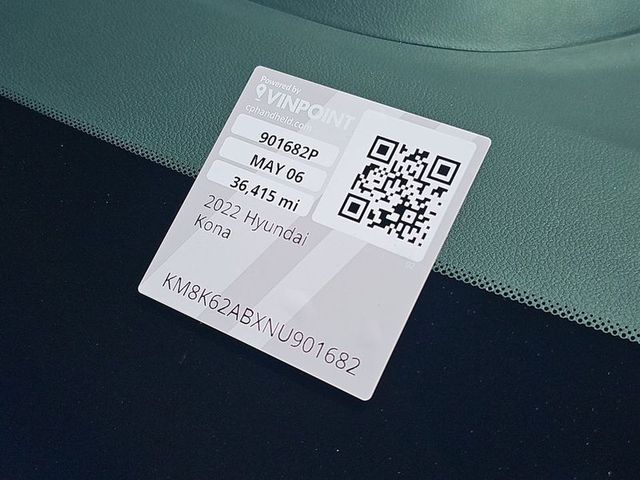 Powered by
VINPOINT
cphandheld.com
901682P
MAY 06
36,415 mi
2022 Hyundai
Kona
KM8K62ABXNU901682